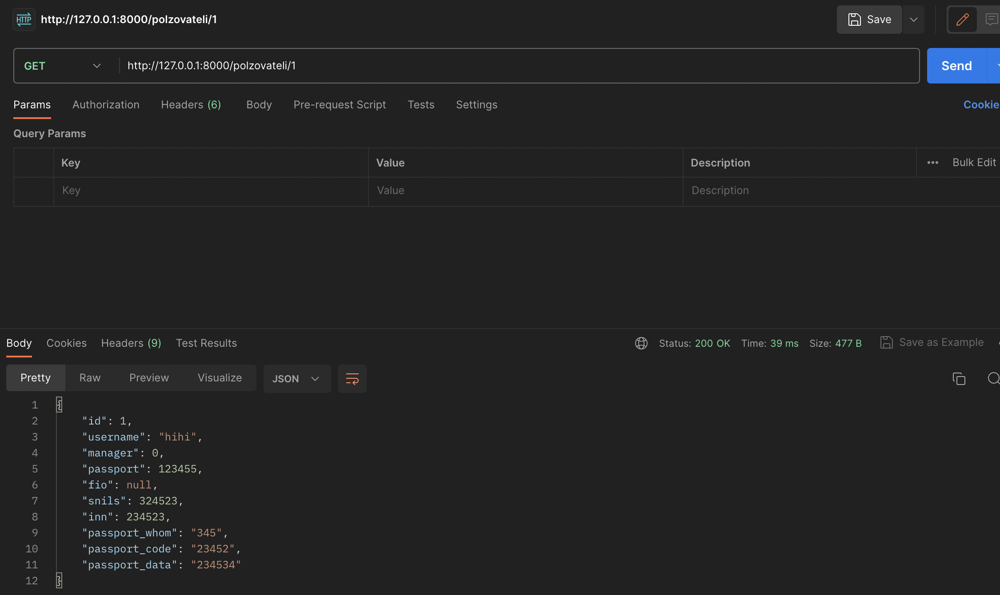 HTTP http://127.0.0.1:8000/polzovateli/1 Save
GET http://127.0.0.1:8000/polzovateli/1 Send
Params Authorization Headers (6) Body Pre-request Script Tests Settings Cookie
Query Params
Key Value Description Bulk Edit
Key Value Description
Body Cookies Headers (9) Test Results Status: 200 OK Time: 39 ms Size: 477 B Save as Example
Pretty Raw Preview Visualize JSON
1 {
2 "id": 1,
3 "username": "hihi",
4 "manager": 0,
5 "passport": 123455,
6 "fio": null,
7 "snils": 324523,
8 "inn": 234523,
9 "passport_whom": "345",
10 "passport_code": "23452",
11 "passport_data": "234534"
12 }